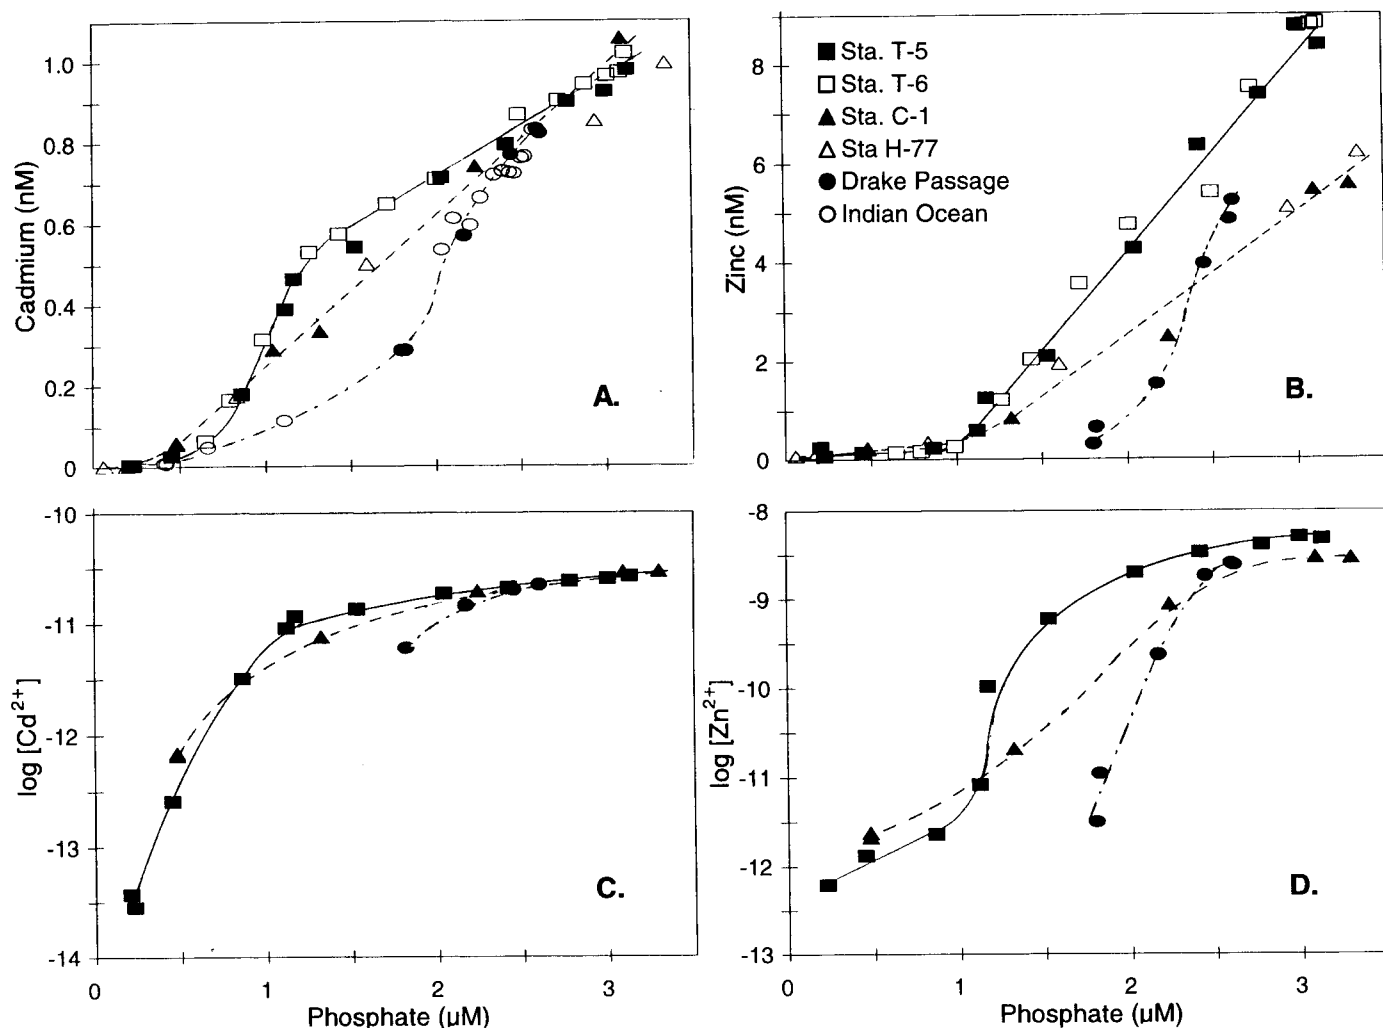 1.0
0.8
0.6
0.4
0.2
0
Cadmium (nM)
A.
8
6
4
2
0
Zinc (nM)
Sta. T-5
Sta. T-6
Sta. C-1
Sta H-77
Drake Passage
Indian Ocean
B.
-10
-11
-12
-13
-14
log [Cd2+]
C.
0 1 2 3
Phosphate (µM)
-8
-9
-10
-11
-12
-13
log [Zn2+]
D.
0 1 2 3
Phosphate (µM)